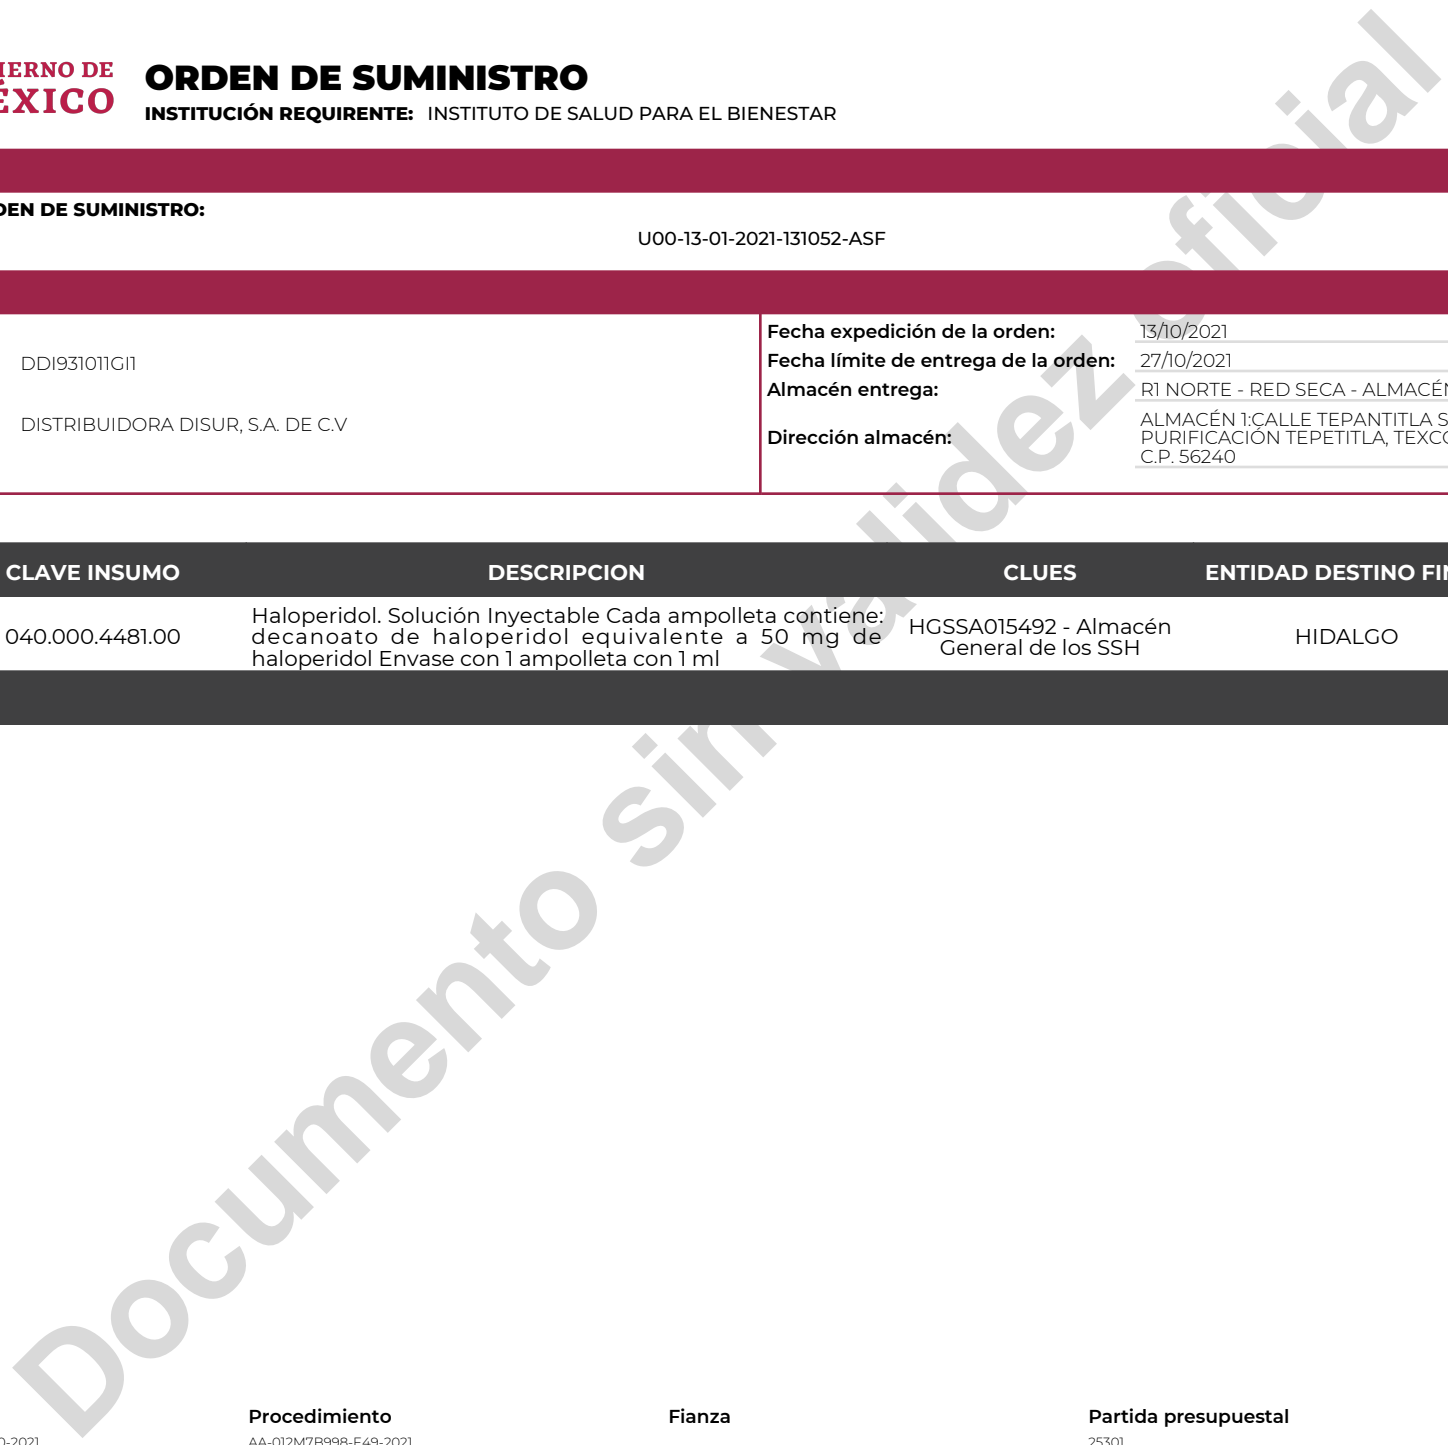 ORDEN DE SUMINISTRO
INSTITUCIÓN REQUIRENTE: INSTITUTO DE SALUD PARA EL BIENESTAR
DE
ÉXICO
DE SUMINISTRO:
U00-13-01-2021-131052-ASF
DDI931011GI1
DISTRIBUIDORA DISUR, S.A. DE C.V
Fecha expedición de la orden: 13/10/2021
Fecha límite de entrega de la orden: 27/10/2021
Almacén entrega: R1 NORTE - RED SECA - ALMACÉN
Dirección almacén: ALMACÉN 1:CALLE TEPANTITLA S
PURIFICACIÓN TEPETITLA, TEXCO
C.P. 56240
CLAVE INSUMO DESCRIPCION CLUES ENTIDAD DESTINO FIN
040.000.4481.00
Haloperidol. Solución Inyectable Cada ampolleta contiene:
decanoato de haloperidol equivalente a 50 mg de
haloperidol Envase con 1 ampolleta con 1 ml
HGSSA015492 - Almacén
General de los SSH
HIDALGO
Documento sin validez oficial
Procedimiento Fianza Partida presupuestal
AA-012M7B998-E49-2021 25301